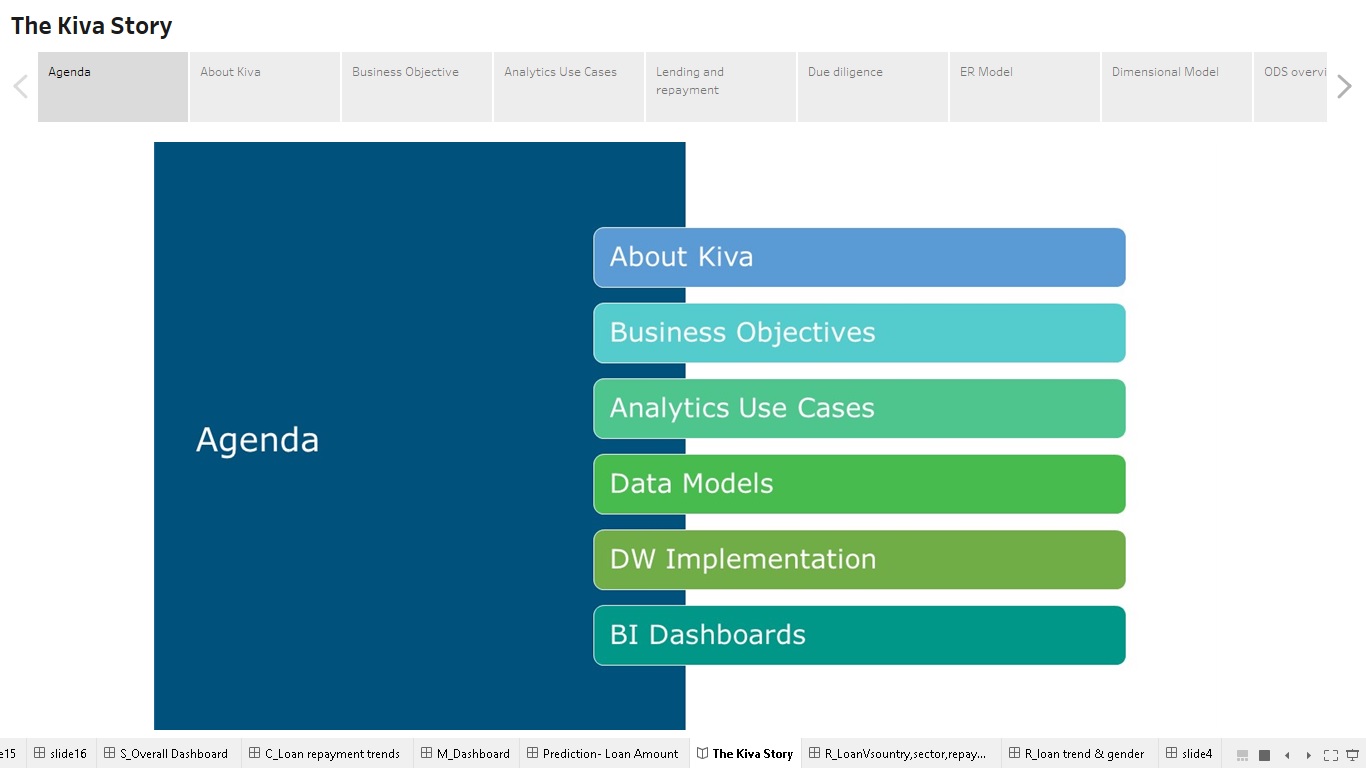 The Kiva Story
Agenda
About Kiva
Business Objective
Analytics Use Cases
Lending and
repayment
Due diligence
ER Model
Dimensional Model
ODS overvi
Agenda
About Kiva
Business Objectives
Analytics Use Cases
Data Models
DW Implementation
BI Dashboards
e15
slide16
S_Overall Dashboard
C_Loan repayment trends
M_Dashboard
Prediction- Loan Amount
The Kiva Story
R_LoanVsountry,sector,repay...
R_loan trend & gender
slide4